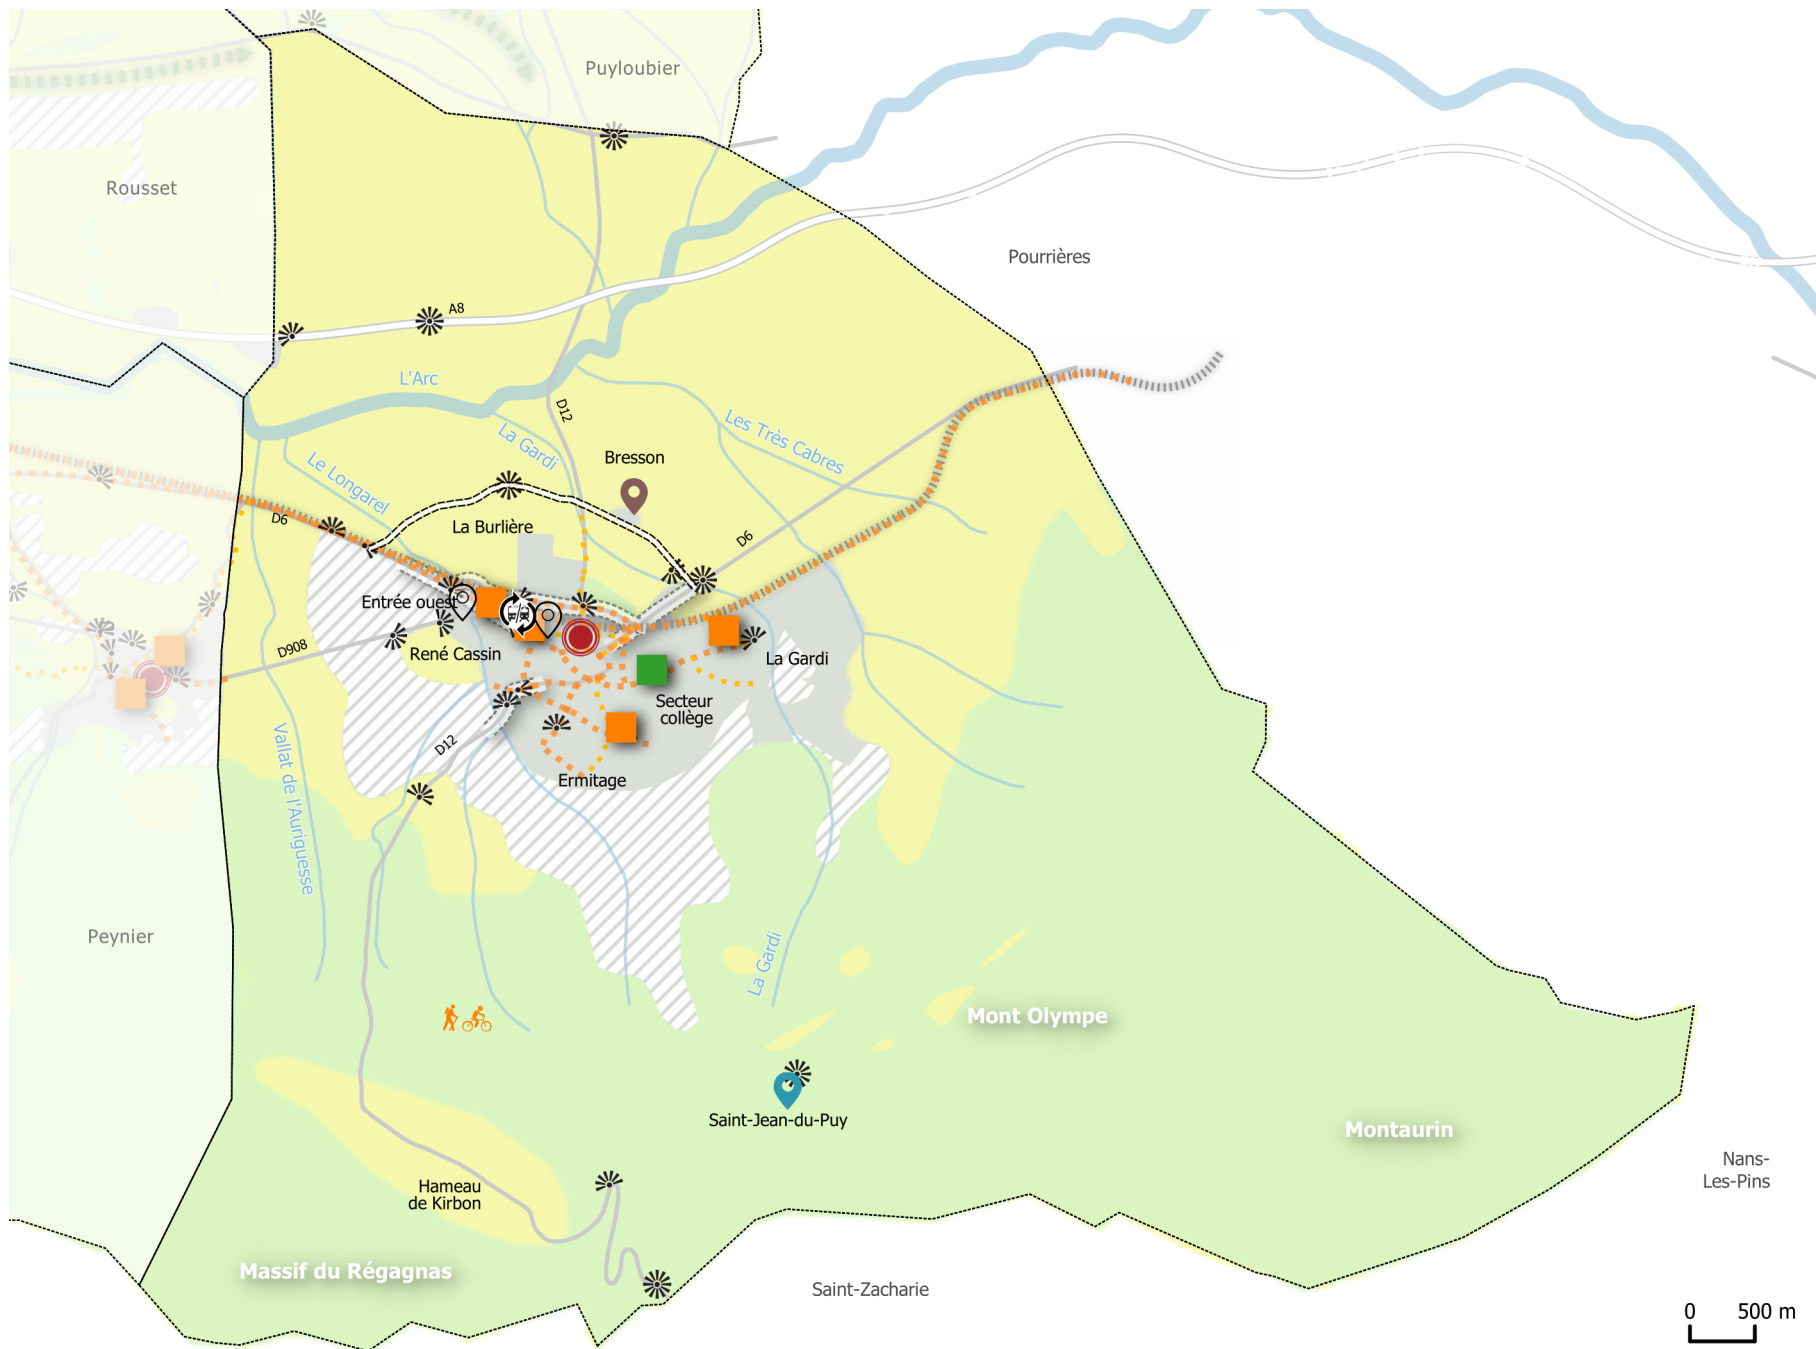 Puyloubier
Rousset
Pourrières
A8
L'Arc
D12
La Gardi
Les Très Cabres
Bresson
Le Longarel
D6
La Burlière
D6
Entrée ouest
D908
René Cassin
La Gardi
Secteur
collège
D12
Vallat de l'Auriguesse
Ermitage
Peynier
La Gardi
Mont Olympe
Saint-Jean-du-Puy
Montaurin
Nans-
Les-Pins
Hameau
de Kirbon
Massif du Régagnas
Saint-Zacharie
0 500 m